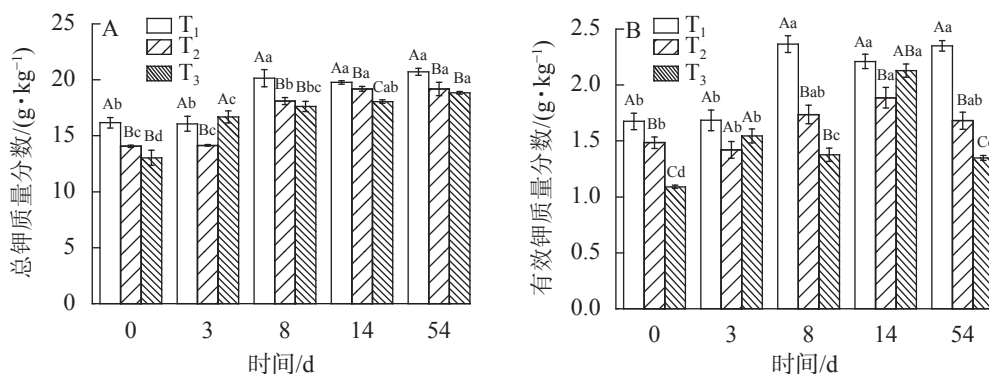 A
T₁
T₂
T₃
25
20
15
10
5
0
总钾质量分数/(g·kg⁻¹)
Ab Bc Bd
Ab Bc Ac
Aa Bb Bbc
Aa Ba Cab
Aa Ba Ba
0 3 8 14 54
时间/d
B
T₁
T₂
T₃
2.5
2.0
1.5
1.0
0.5
0.0
有效钾质量分数/(g·kg⁻¹)
Ab Bb Cd
Ab Ab Ab
Aa Bab Bc
Aa Ba ABa
Aa Bab Cc
0 3 8 14 54
时间/d